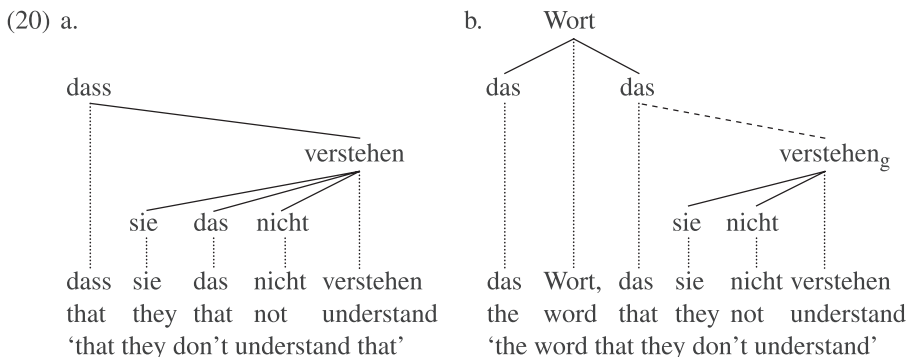 (20) a. b. Wort
dass das das
verstehen verstehen_g
sie das nicht sie nicht
dass sie das nicht verstehen das Wort, das sie nicht verstehen
that they that not understand the word that they not understand
‘that they don't understand that’ ‘the word that they don't understand’